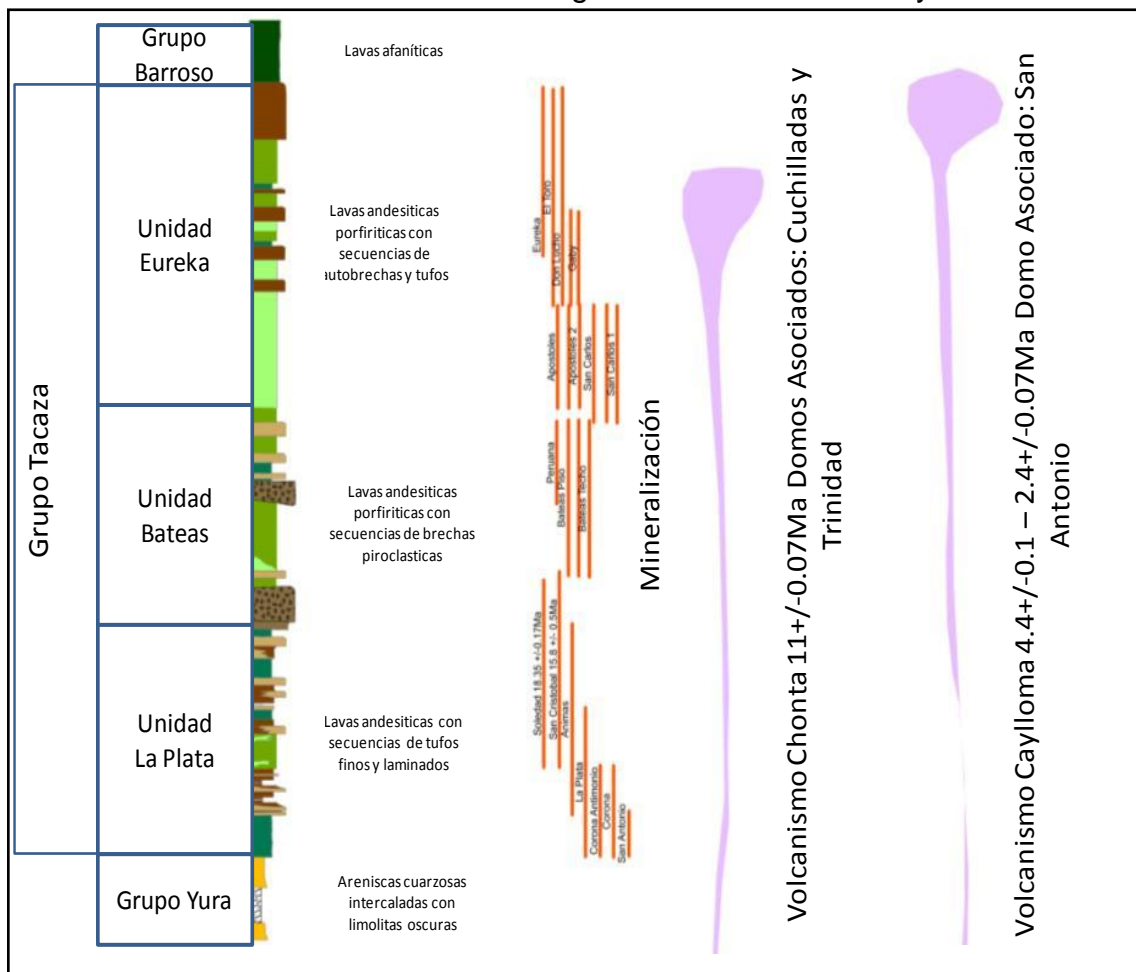 Grupo
Barroso
Lavas afaníticas
Grupo Tacaza
Unidad
Eureka
Lavas andesiticas
porfiriticas con
secuencias de
autobrechas y tufos
Unidad
Bateas
Lavas andesiticas
porfiriticas con
secuencias de brechas
piroclasticas
Unidad
La Plata
Lavas andesiticas con
secuencias de tufos
finos y laminados
Grupo Yura
Areniscas cuarzosas
intercaladas con
limolitas oscuras
Eureka
El Toro
Don Lucho
Gaby
Apostoles
Apostoles 2
San Carlos
San Carlos 1
Peruana
Bateas Piso
Bateas Techo
Soledad 18.35 +/-0.17Ma
San Cristobal 15.8 +/- 0.5Ma
Animas
La Plata
Corona Antimonio
Corona
San Antonio
Mineralización
Volcanismo Chonta 11+/-0.07Ma Domos Asociados: Cuchilladas y
Trinidad
Volcanismo Caylloma 4.4+/-0.1 – 2.4+/-0.07Ma Domo Asociado: San
Antonio